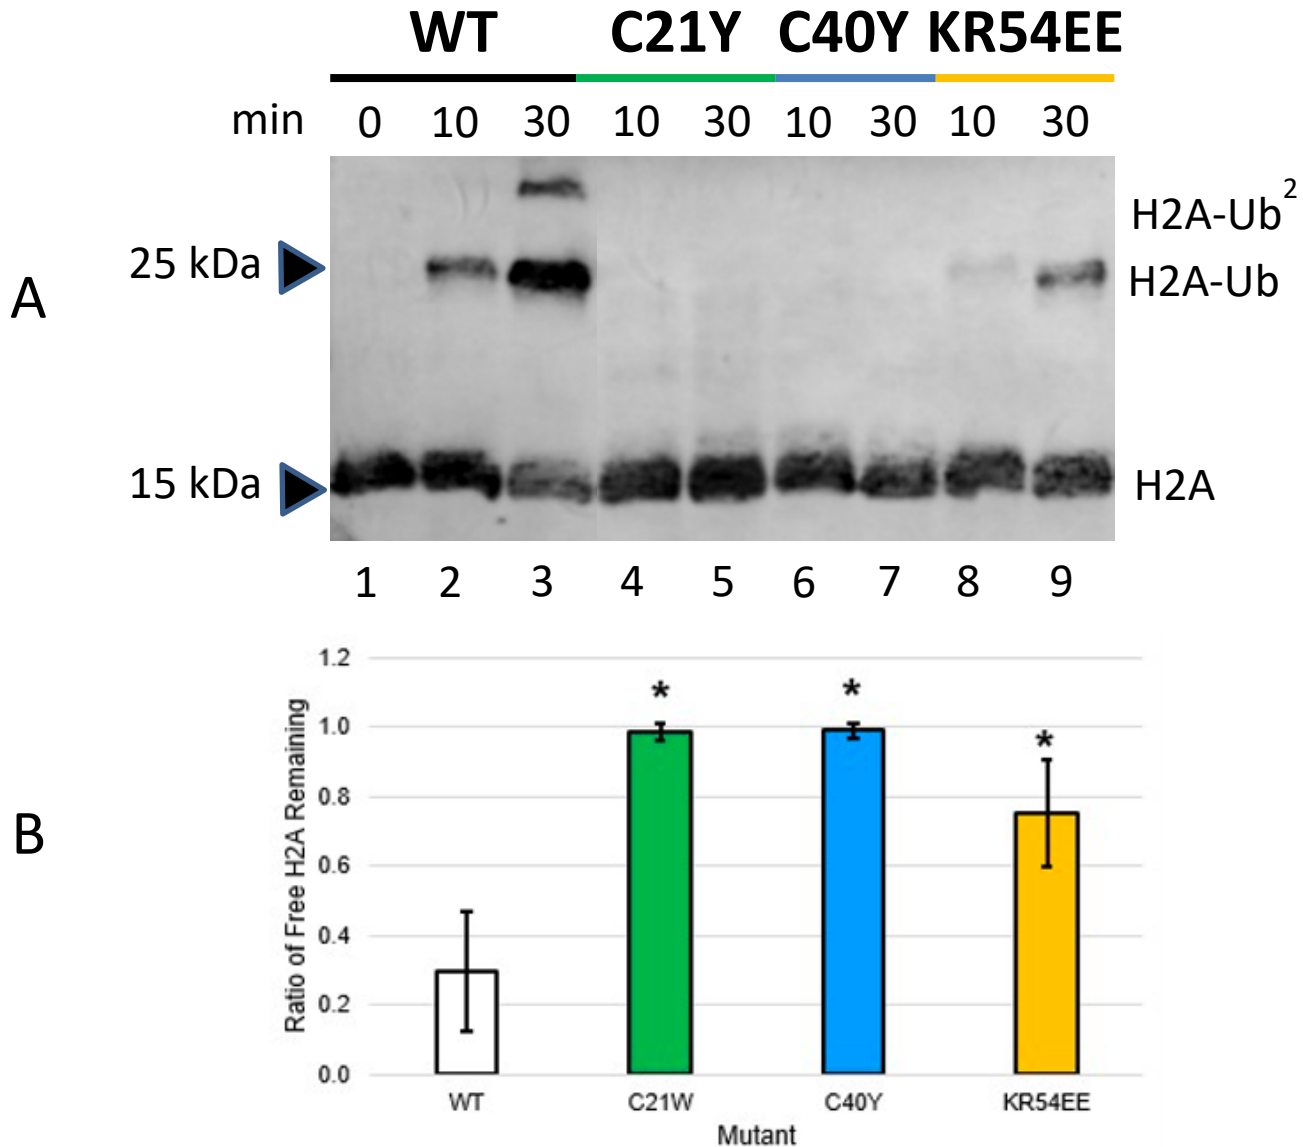 WT C21Y C40Y KR54EE
min 0 10 30 10 30 10 30 10 30
H2A-Ub2
25 kDa H2A-Ub
A
15 kDa H2A
1 2 3 4 5 6 7 8 9
B
Ratio of Free H2A Remaining
1.2
1.0
0.8
0.6
0.4
0.2
0.0
* * *
WT C21W C40Y KR54EE
Mutant